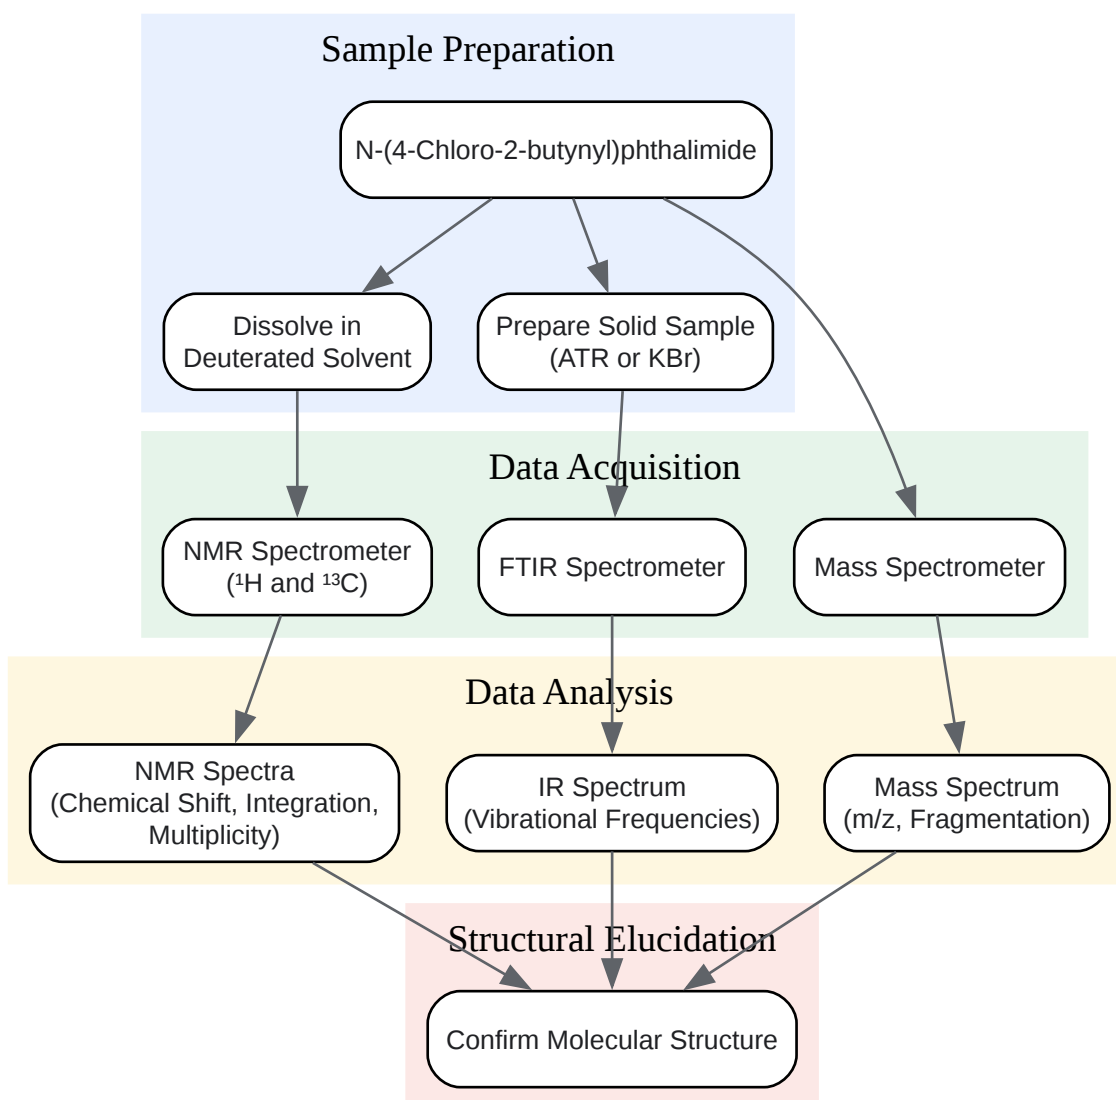 Sample Preparation
N-(4-Chloro-2-butynyl)phthalimide
Dissolve in
Deuterated Solvent
Prepare Solid Sample
(ATR or KBr)
Data Acquisition
NMR Spectrometer
(¹H and ¹³C)
FTIR Spectrometer
Mass Spectrometer
Data Analysis
NMR Spectra
(Chemical Shift, Integration,
Multiplicity)
IR Spectrum
(Vibrational Frequencies)
Mass Spectrum
(m/z, Fragmentation)
Structural Elucidation
Confirm Molecular Structure